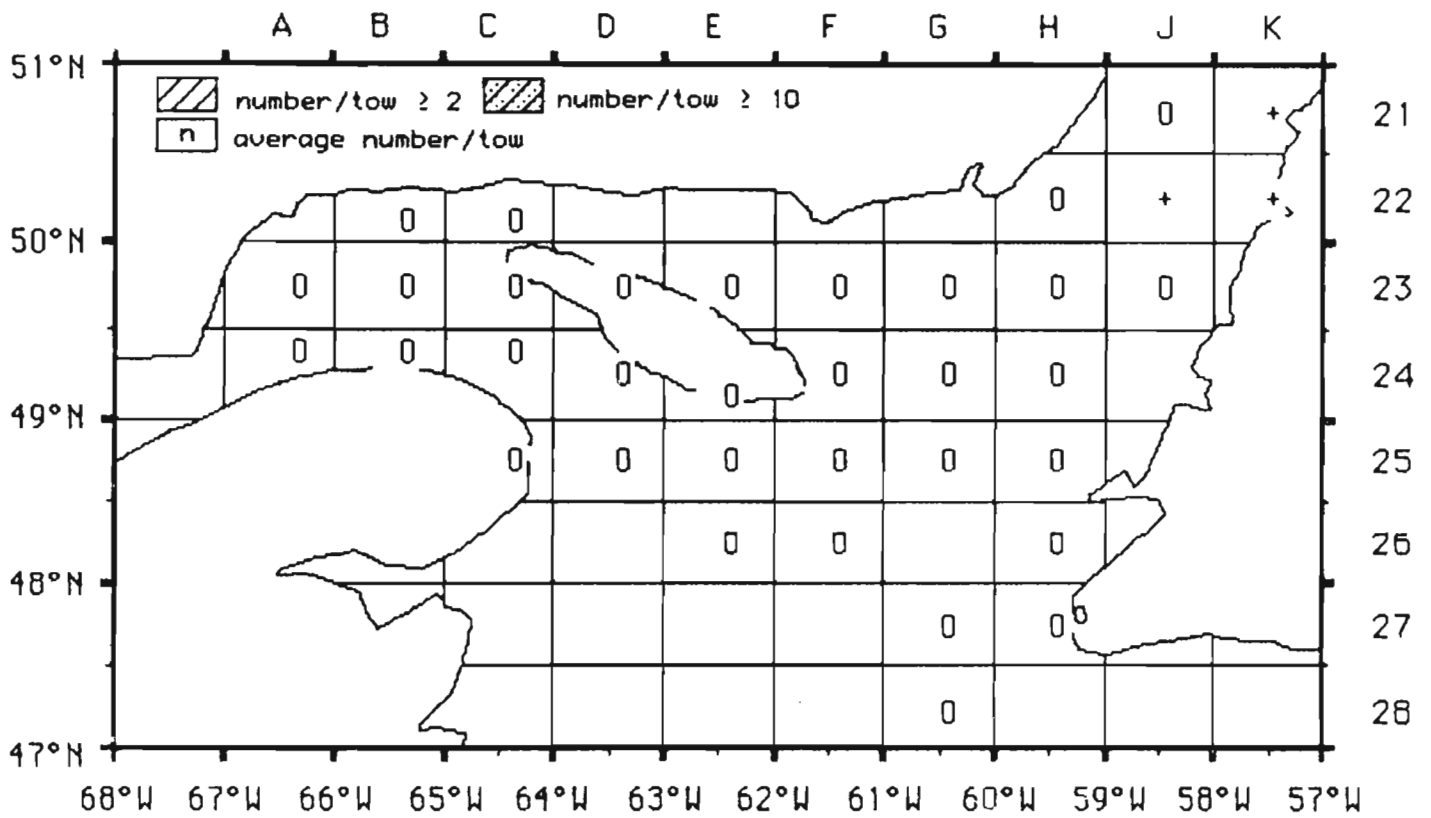 A B C D E F G H J K
51°N
number/tow ≥ 2 number/tow ≥ 10
n average number/tow
0 + 21
0 + + 22
0 0
50°N
0 0 0 0 0 0 0 0 0 23
0 0 0 0 0 0 0 0 24
49°N
0 0 0 0 0 0 25
0 0 0 26
48°N
0 0 27
0 28
47°N
68°W 67°W 66°W 65°W 64°W 63°W 62°W 61°W 60°W 59°W 58°W 57°W